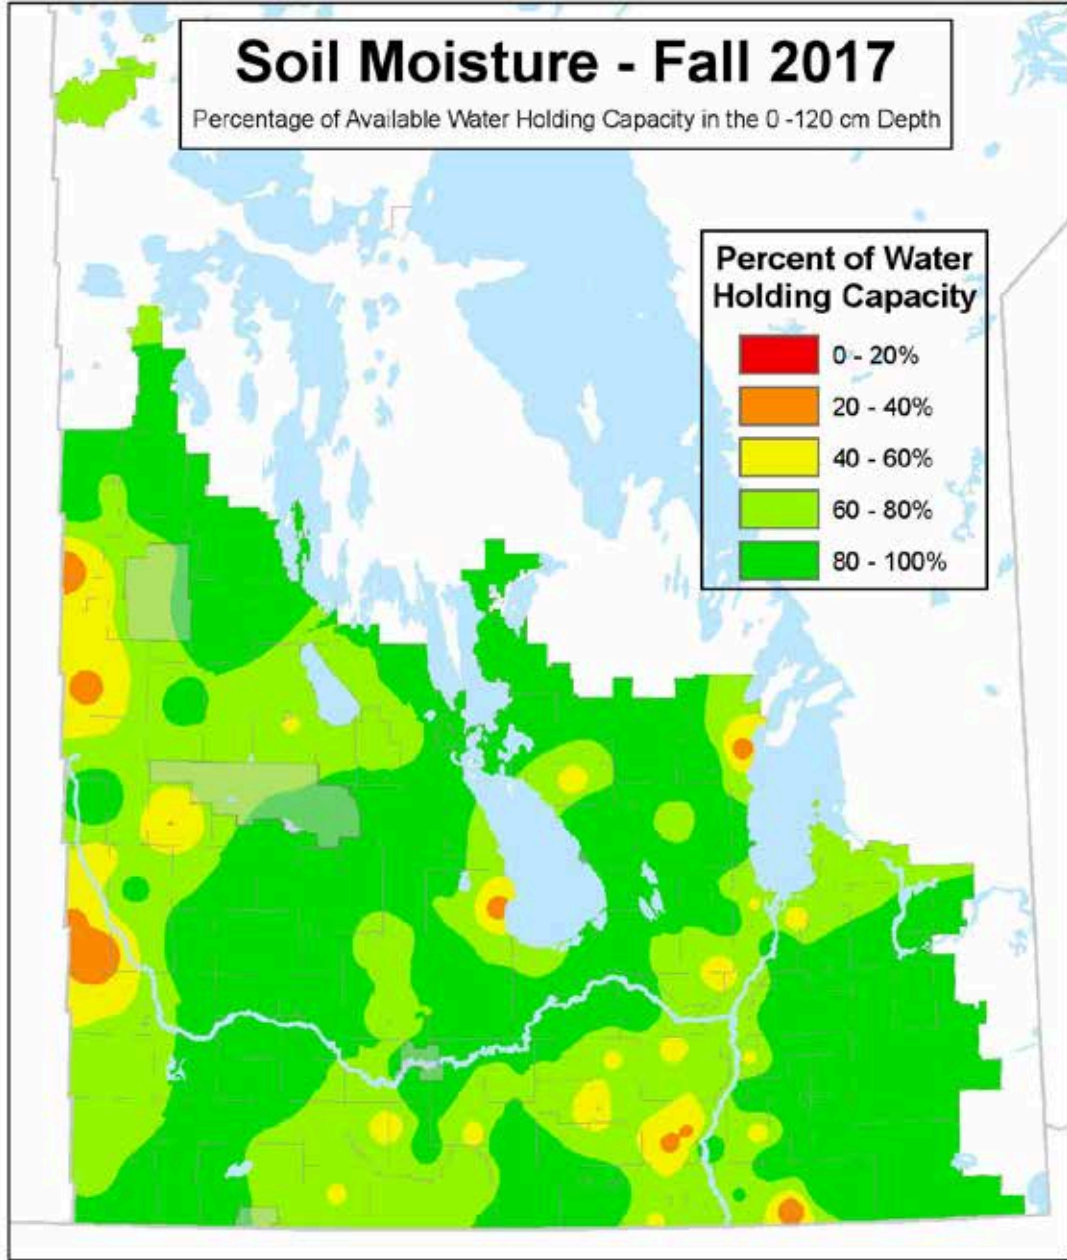 Soil Moisture - Fall 2017
Percentage of Available Water Holding Capacity in the 0 -120 cm Depth
Percent of Water
Holding Capacity
0 - 20%
20 - 40%
40 - 60%
60 - 80%
80 - 100%